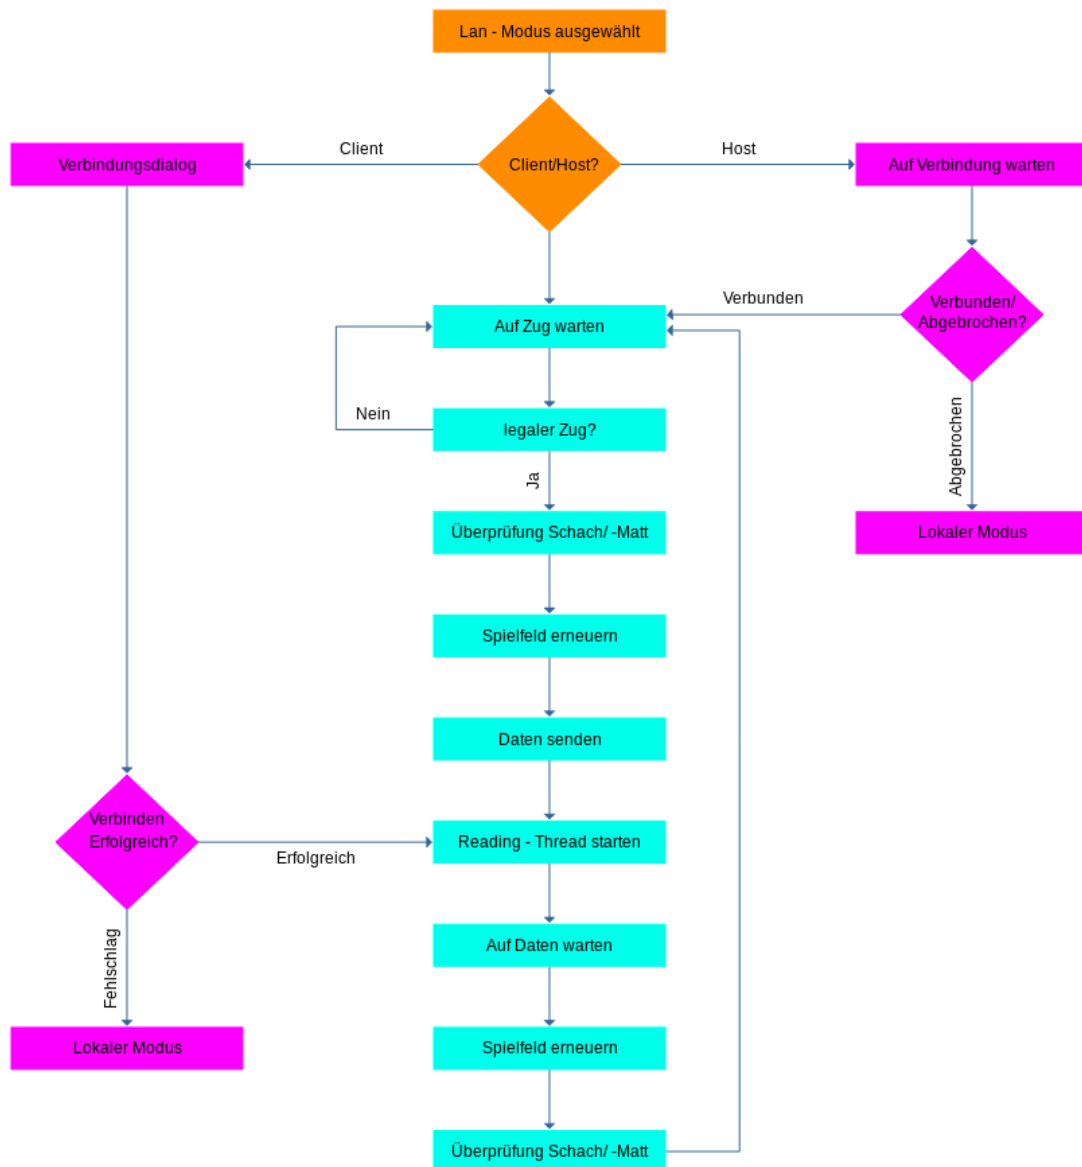 Lan - Modus ausgewählt
Client
Host
Verbindungsdialog
Client/Host?
Auf Verbindung warten
Verbunden
Verbunden/
Abgebrochen?
Auf Zug warten
Nein
legaler Zug?
Abgebrochen
Ja
Überprüfung Schach/ -Matt
Lokaler Modus
Spielfeld erneuern
Daten senden
Verbinden
Erfolgreich?
Erfolgreich
Reading - Thread starten
Auf Daten warten
Fehlschlag
Lokaler Modus
Spielfeld erneuern
Überprüfung Schach/ -Matt